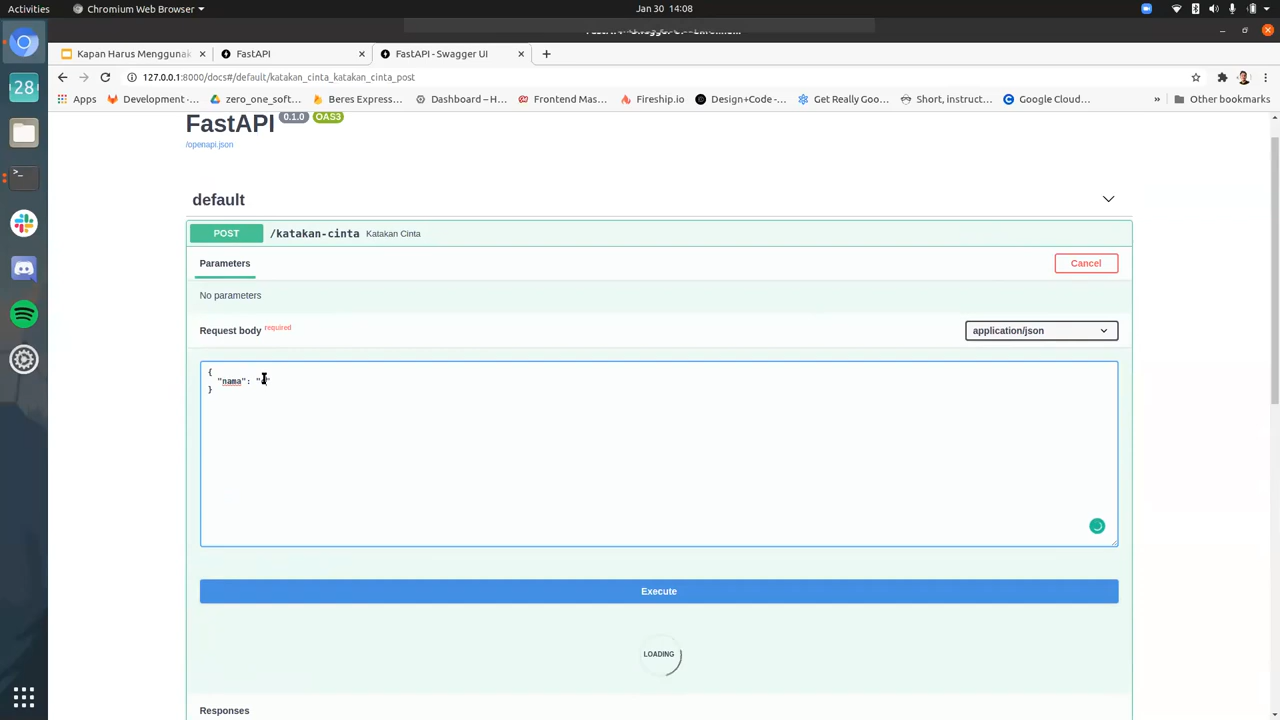 Chromium Web Browser
Jan 30 14:08
Kapan Harus Menggunak
FastAPI
FastAPI - Swagger UI
127.0.0.1:8000/docs#/default/katakan_cinta_katakan_cinta_post
Apps
Development -...
zero_one_soft...
Beres Express...
Dashboard – H...
Frontend Mas...
Fireship.io
Design+Code -...
Get Really Goo...
Short, instruct...
Google Cloud...
»
Other bookmarks
28
FastAPI 0.1.0 OAS3
/openapi.json
default
POST /katakan-cinta Katakan Cinta
Parameters
Cancel
No parameters
Request body required
application/json
{
"nama": "
}
Execute
LOADING
Responses